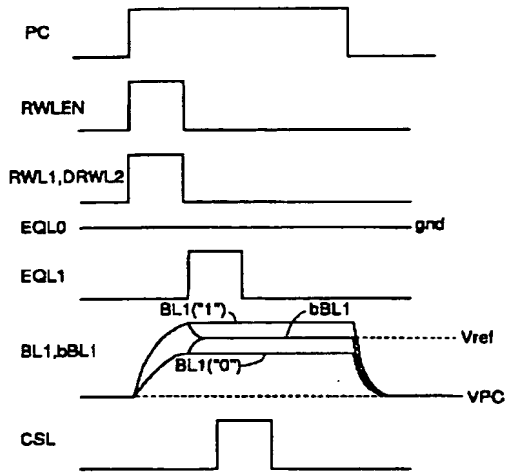 PC
RWLEN
RWL1,DRWL2
EQL0
gnd
EQL1
BL1("1")
bBL1
Vref
BL1,bBL1
BL1("0")
VPC
CSL